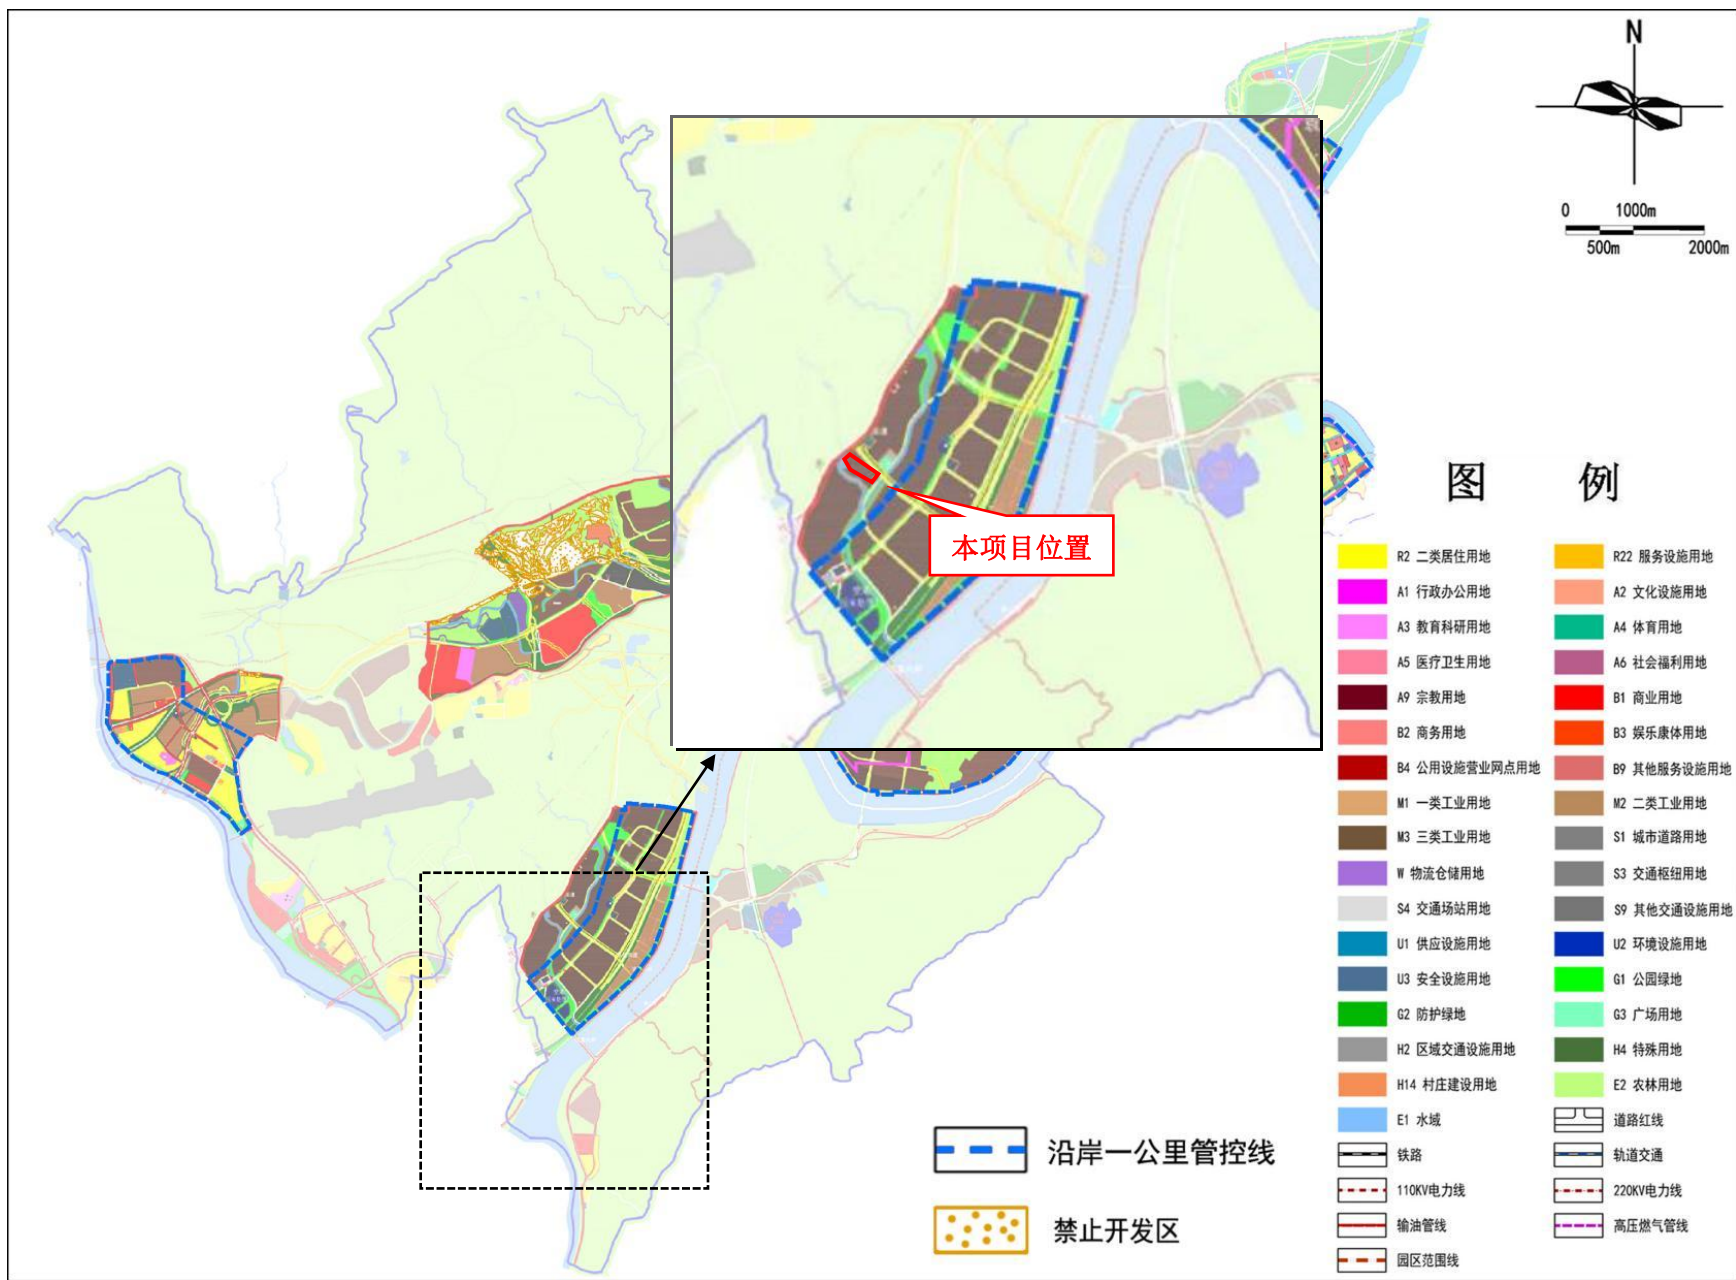 N
0 1000m
500m 2000m
本项目位置
图 例
R2 二类居住用地
R22 服务设施用地
A1 行政办公用地
A2 文化设施用地
A3 教育科研用地
A4 体育用地
A5 医疗卫生用地
A6 社会福利用地
A9 宗教用地
B1 商业用地
B2 商务用地
B3 娱乐康体用地
B4 公用设施营业网点用地
B9 其他服务设施用地
M1 一类工业用地
M2 二类工业用地
M3 三类工业用地
S1 城市道路用地
W 物流仓储用地
S3 交通枢纽用地
S4 交通场站用地
S9 其他交通设施用地
U1 供应设施用地
U2 环境设施用地
U3 安全设施用地
G1 公园绿地
G2 防护绿地
G3 广场用地
H2 区域交通设施用地
H4 特殊用地
H14 村庄建设用地
E2 农林用地
E1 水域
道路红线
铁路
轨道交通
110KV电力线
220KV电力线
输油管线
高压燃气管线
园区范围线
沿岸一公里管控线
禁止开发区